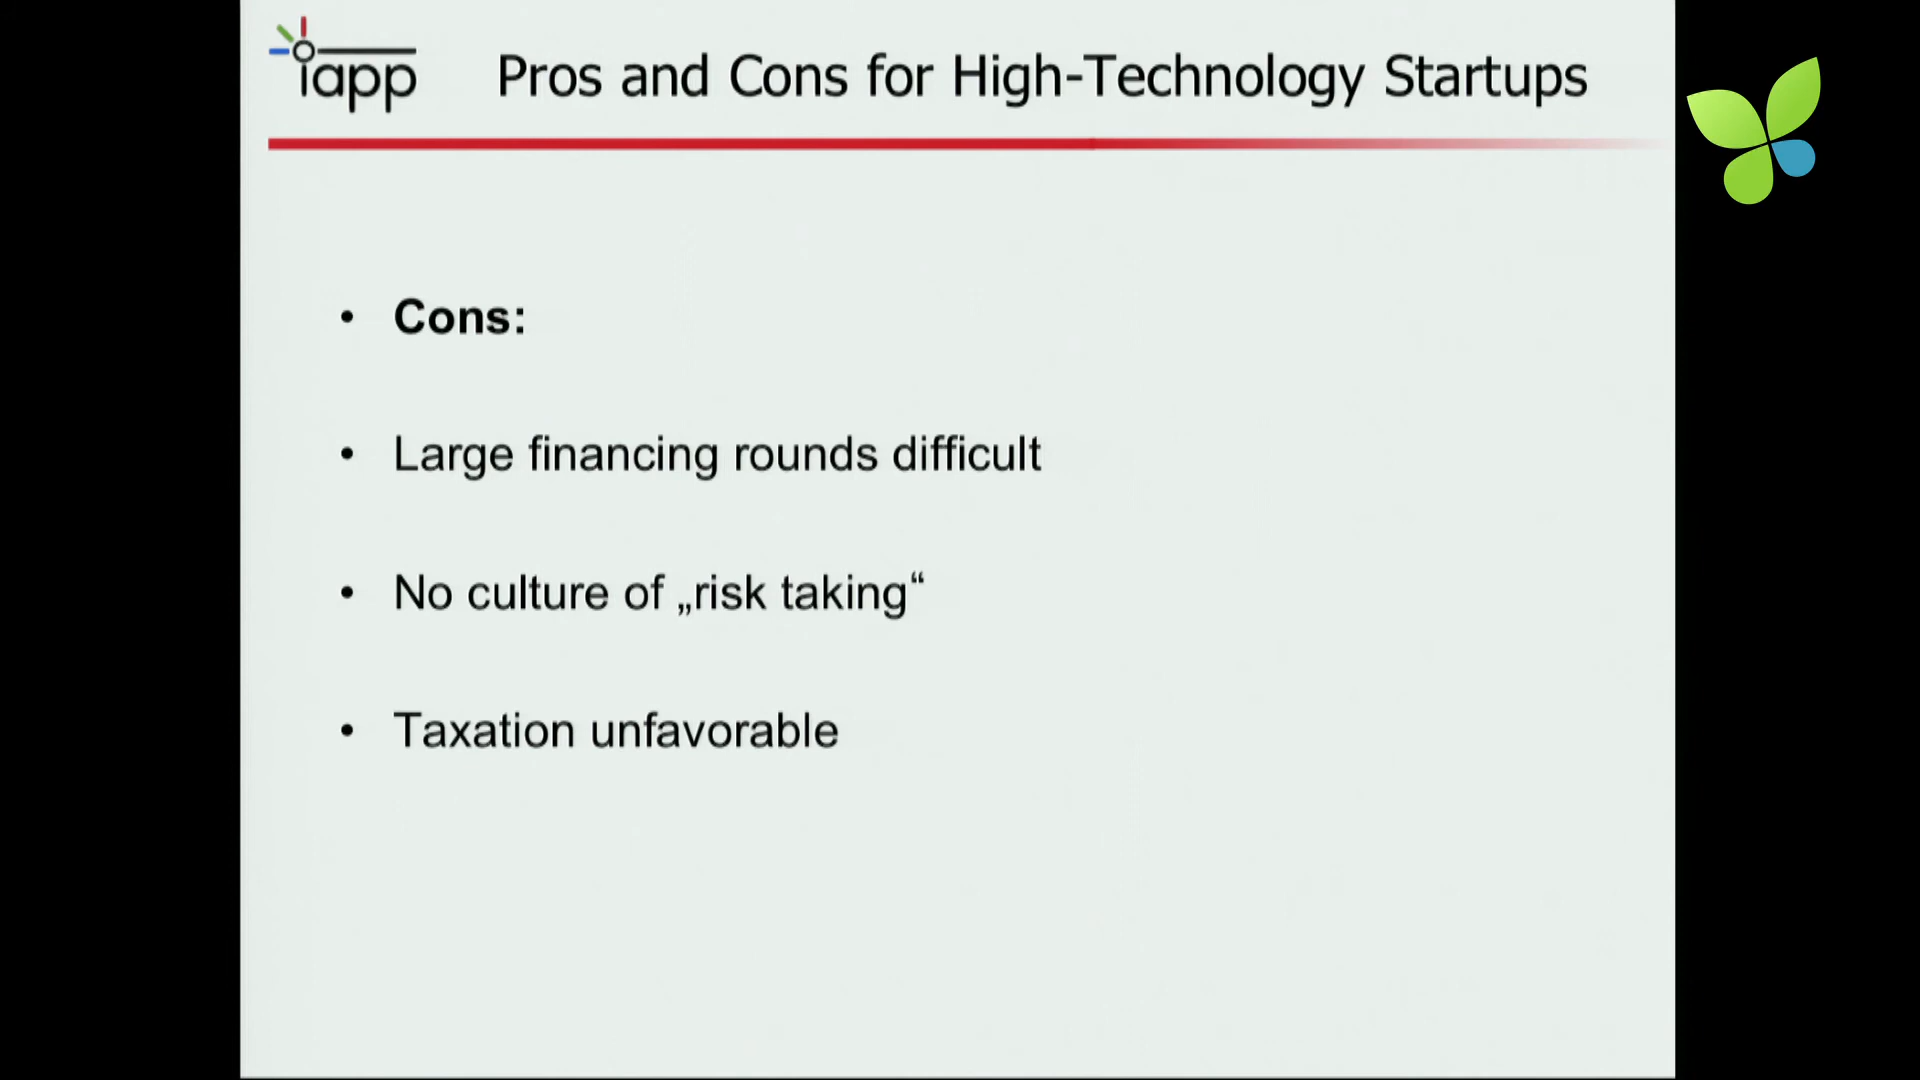 iapp
Pros and Cons for High-Technology Startups
• Cons:
• Large financing rounds difficult
• No culture of „risk taking“
• Taxation unfavorable